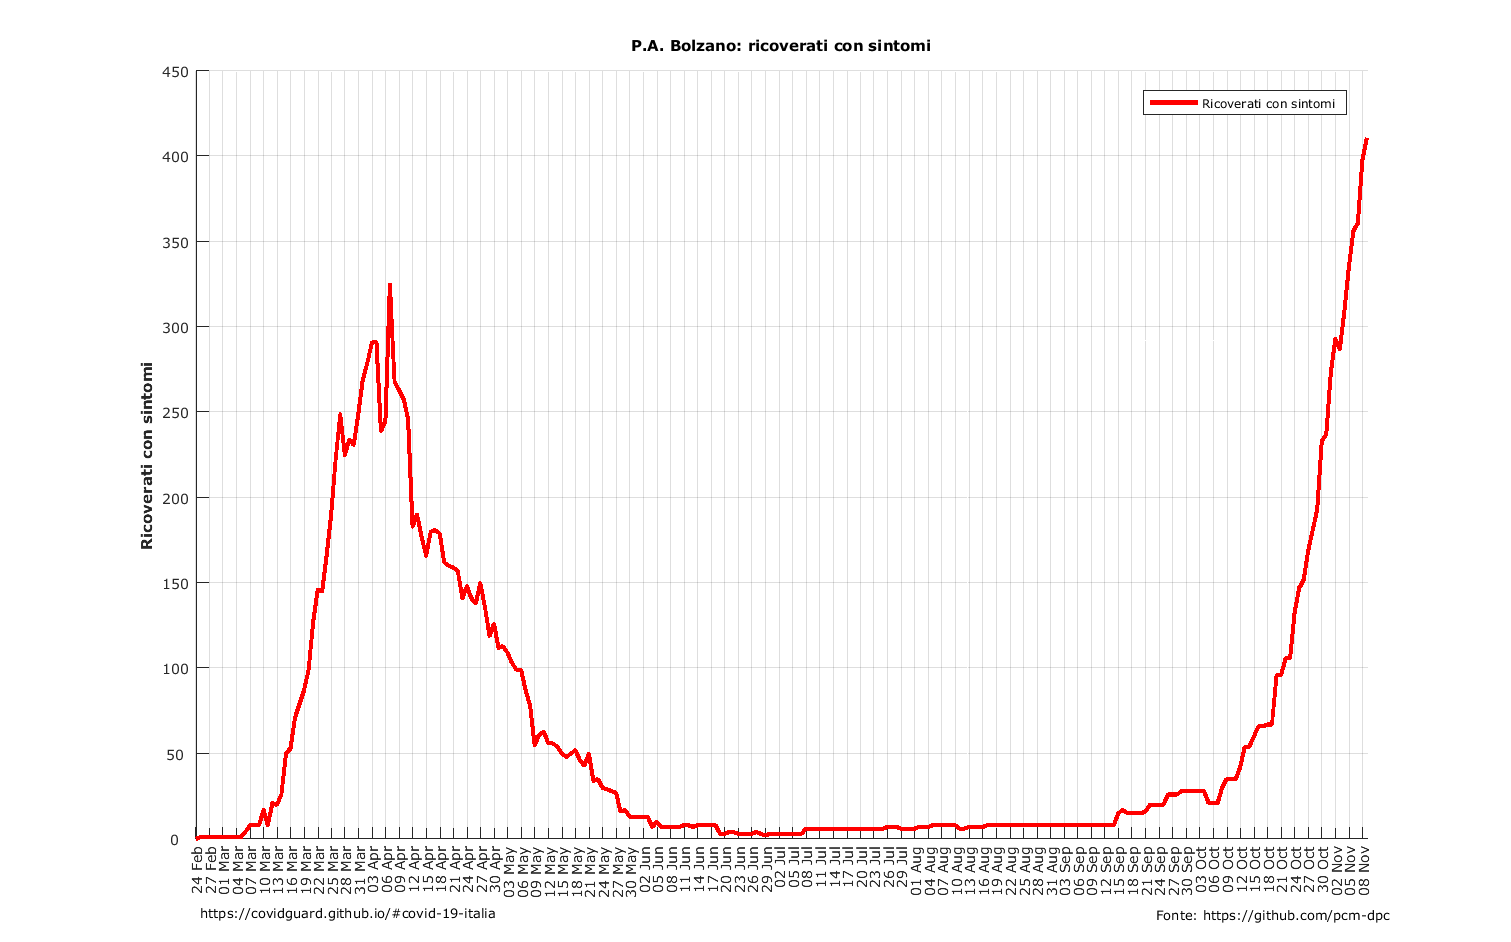 P.A. Bolzano: ricoverati con sintomi
Ricoverati con sintomi
Ricoverati con sintomi
450
400
350
300
250
200
150
100
50
0
24 Feb
27 Feb
01 Mar
04 Mar
07 Mar
10 Mar
13 Mar
16 Mar
19 Mar
22 Mar
25 Mar
28 Mar
31 Mar
03 Apr
06 Apr
09 Apr
12 Apr
15 Apr
18 Apr
21 Apr
24 Apr
27 Apr
30 Apr
03 May
06 May
09 May
12 May
15 May
18 May
21 May
24 May
27 May
30 May
02 Jun
05 Jun
08 Jun
11 Jun
14 Jun
17 Jun
20 Jun
23 Jun
26 Jun
29 Jun
02 Jul
05 Jul
08 Jul
11 Jul
14 Jul
17 Jul
20 Jul
23 Jul
26 Jul
29 Jul
01 Aug
04 Aug
07 Aug
10 Aug
13 Aug
16 Aug
19 Aug
22 Aug
25 Aug
28 Aug
31 Aug
03 Sep
06 Sep
09 Sep
12 Sep
15 Sep
18 Sep
21 Sep
24 Sep
27 Sep
30 Sep
03 Oct
06 Oct
09 Oct
12 Oct
15 Oct
18 Oct
21 Oct
24 Oct
27 Oct
30 Oct
02 Nov
05 Nov
08 Nov
https://covidguard.github.io/#covid-19-italia
Fonte: https://github.com/pcm-dpc